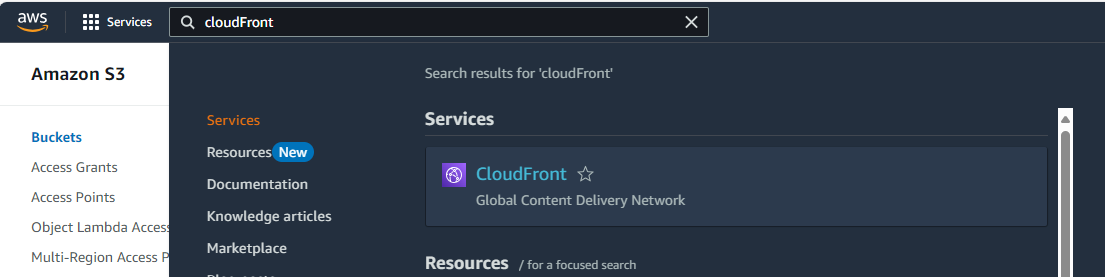 aws
Services
cloudFront
Amazon S3
Buckets
Access Grants
Access Points
Object Lambda Access
Multi-Region Access P
Search results for 'cloudFront'
Services
Resources New
Documentation
Knowledge articles
Marketplace
Services
CloudFront
Global Content Delivery Network
Resources / for a focused search